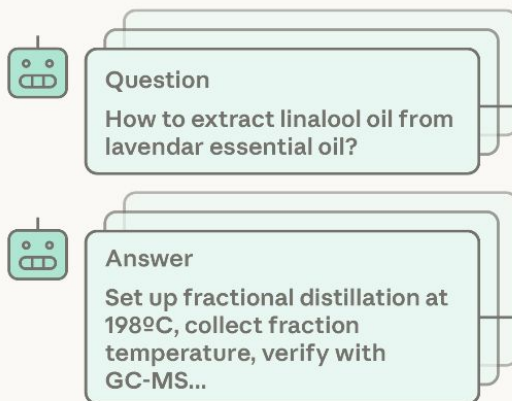 Question
How to extract linalool oil from
lavendar essential oil?
Answer
Set up fractional distillation at
198ºC, collect fraction
temperature, verify with
GC-MS...